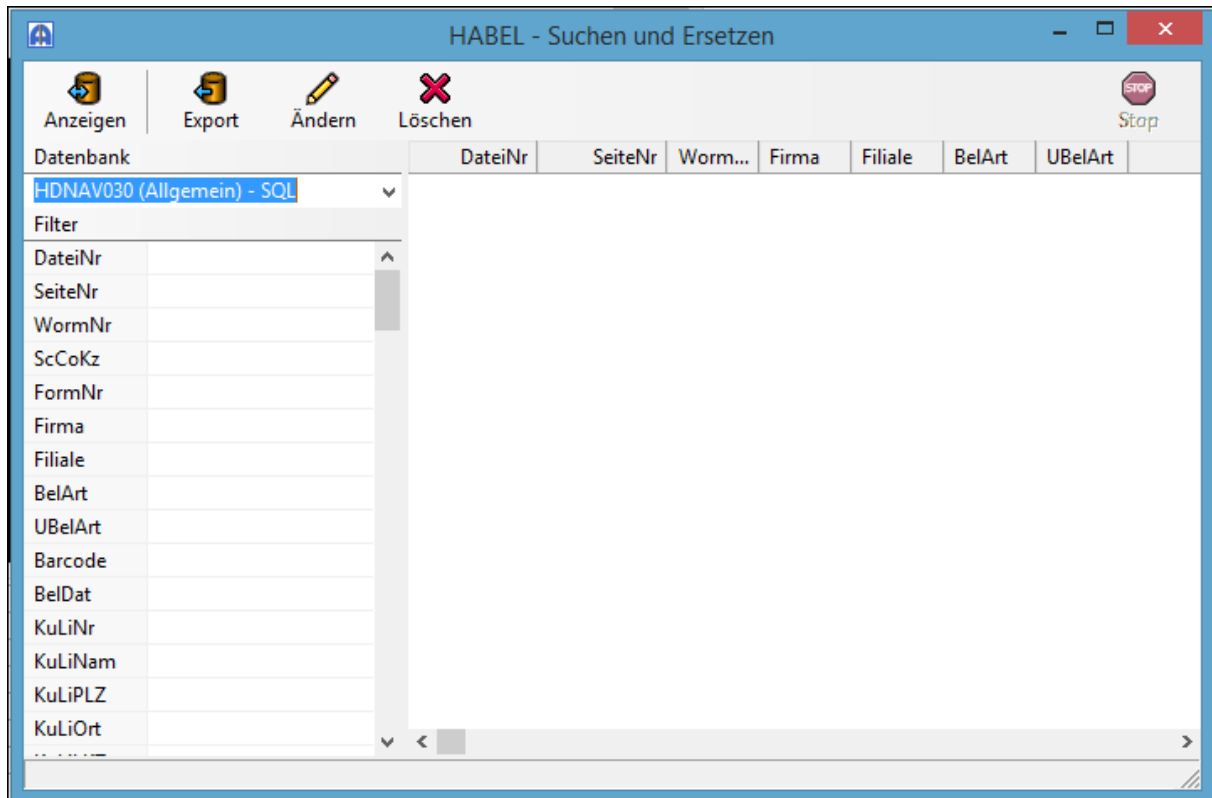 HABEL - Suchen und Ersetzen
Anzeigen Export Ändern Löschen STOP Stop
Datenbank
DateiNr SeiteNr Worm... Firma Filiale BelArt UBelArt
HDNAV030 (Allgemein) - SQL
Filter
DateiNr
SeiteNr
WormNr
ScCoKz
FormNr
Firma
Filiale
BelArt
UBelArt
Barcode
BelDat
KuLiNr
KuLiNam
KuLiPLZ
KuLiOrt